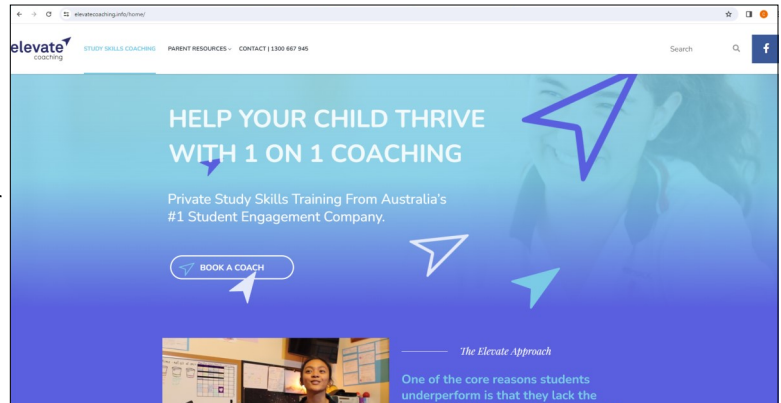 elevatecoaching.info/home/
elevate
coaching
STUDY SKILLS COACHING PARENT RESOURCES CONTACT | 1300 667 945
Search
f
HELP YOUR CHILD THRIVE
WITH 1 ON 1 COACHING
Private Study Skills Training From Australia's
#1 Student Engagement Company.
BOOK A COACH
The Elevate Approach
One of the core reasons students
underperform is that they lack the